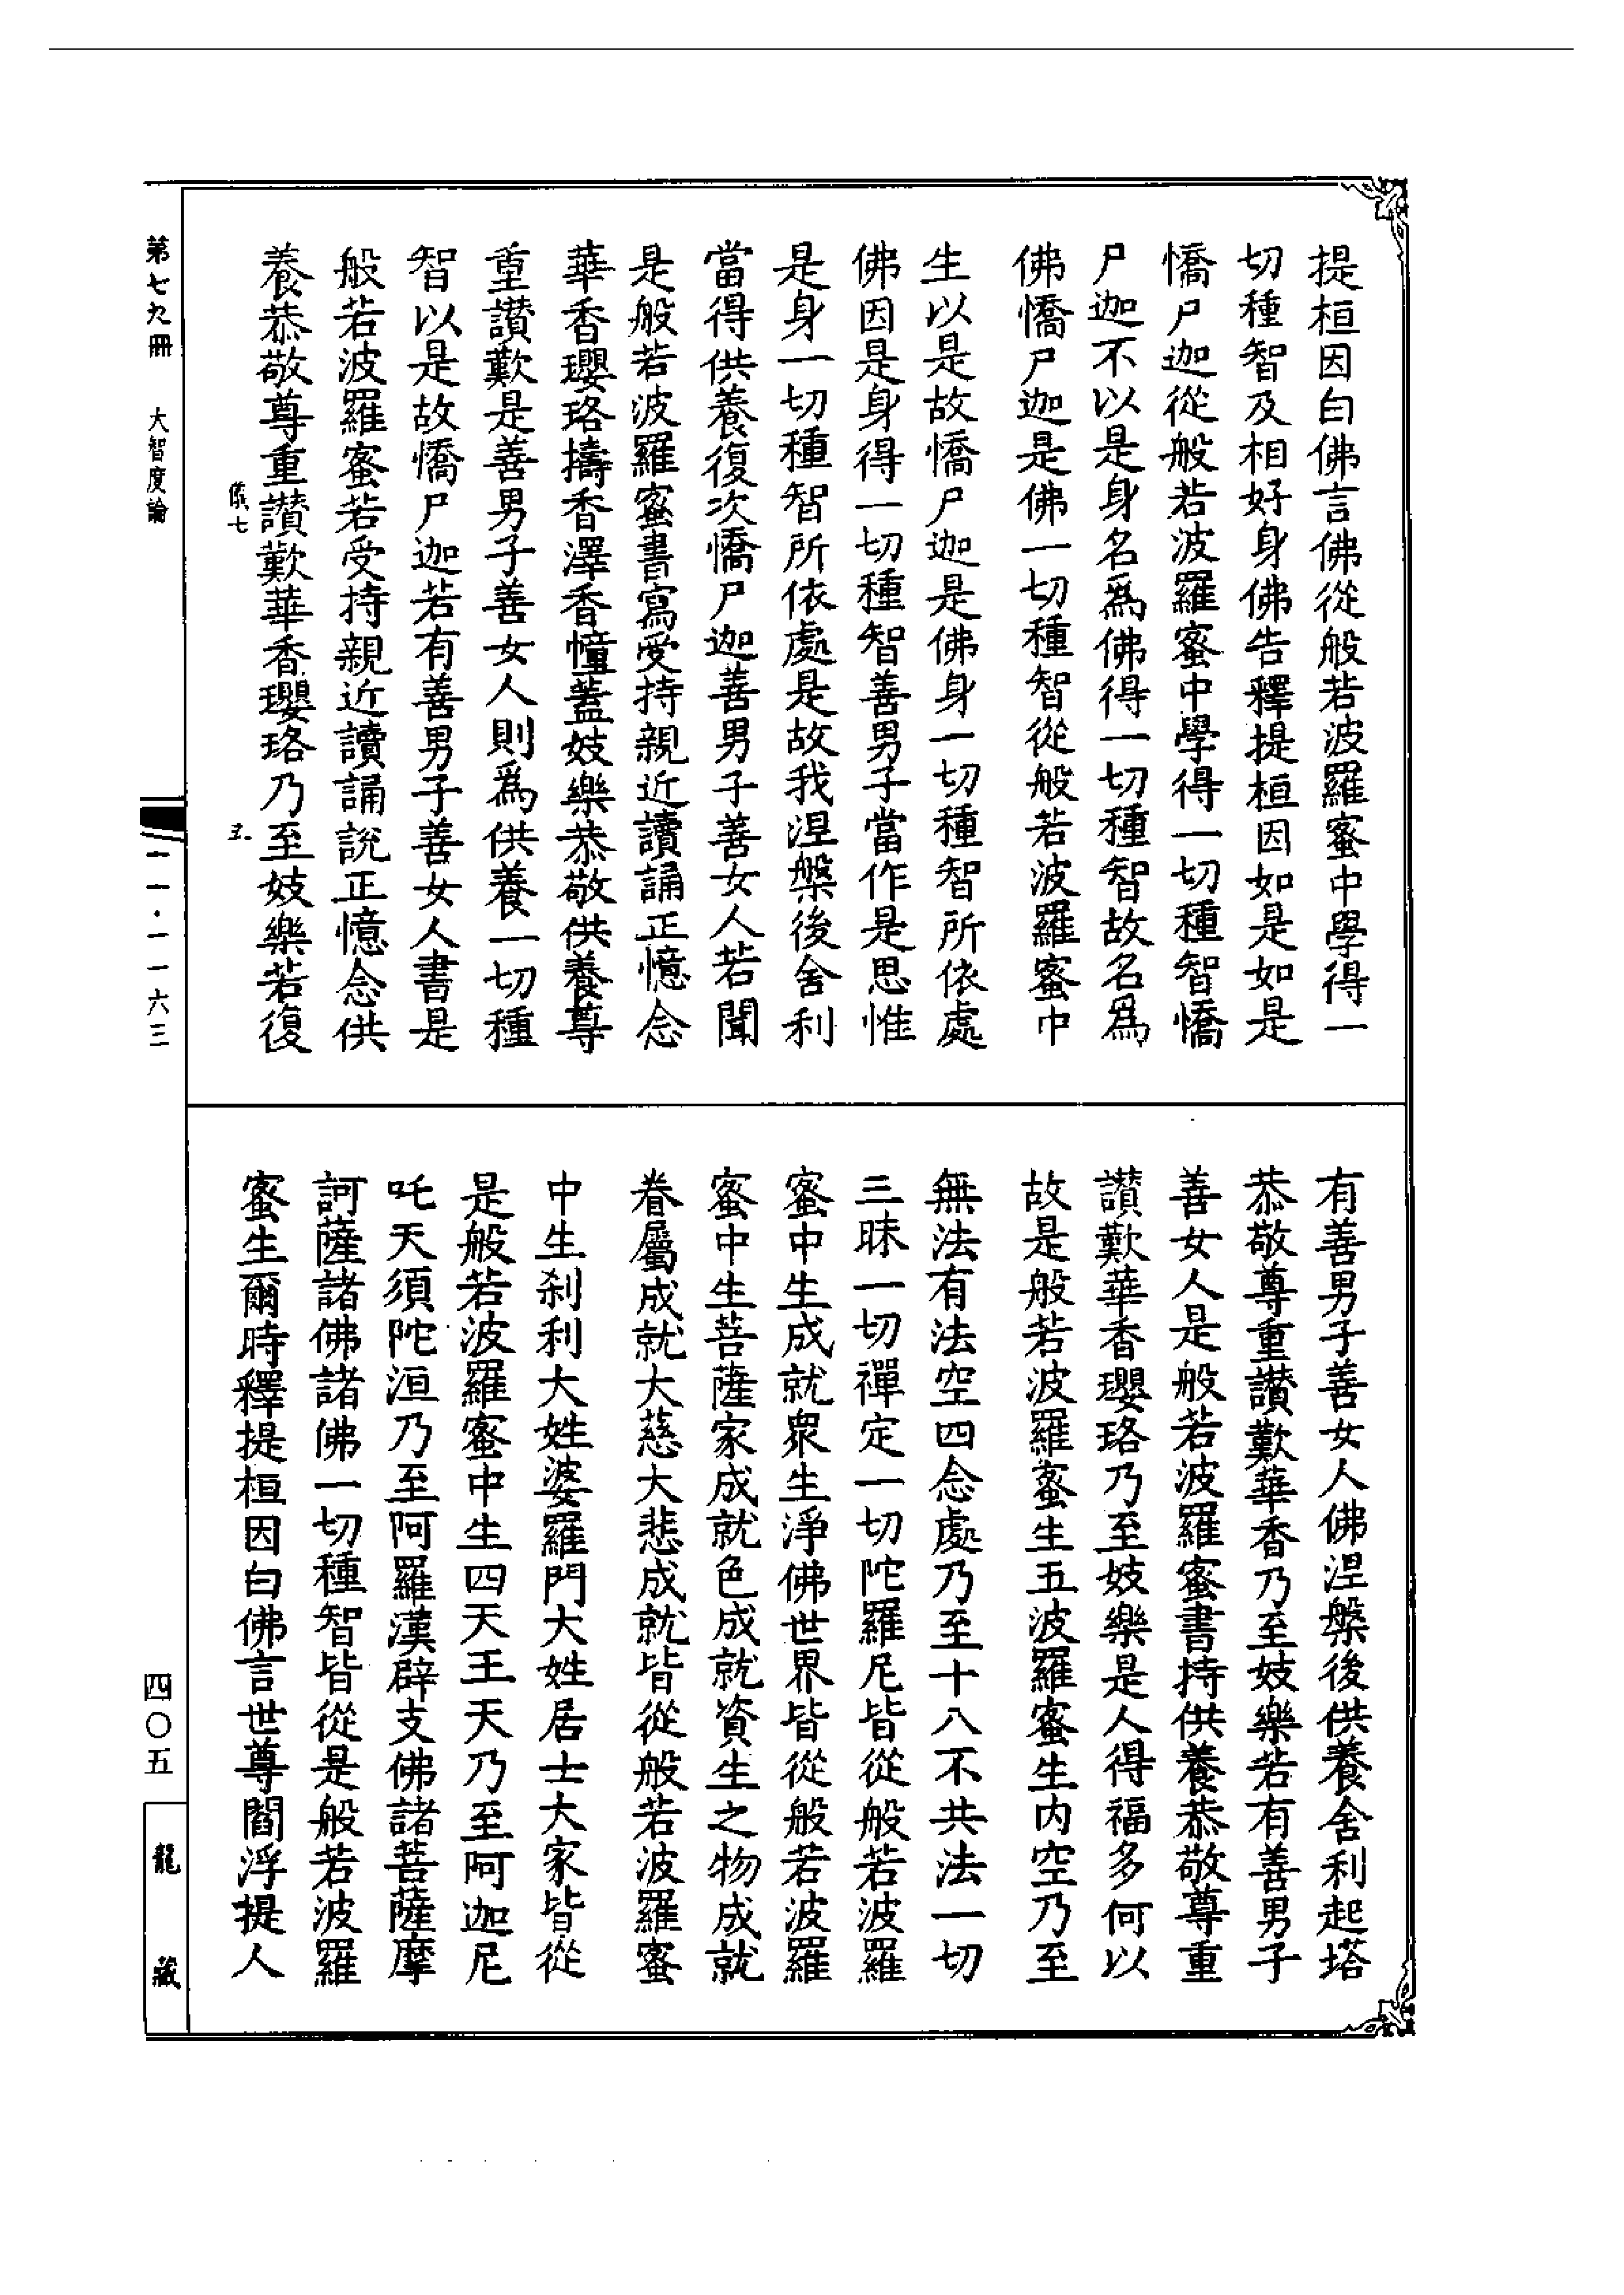 提桓因白佛言佛從般若波羅蜜中學得一
切種智及相好身佛告釋提桓因如是如是
憍尸迦從般若波羅蜜中學得一切種智憍
尸迦不以是身名爲佛得一切種智故名爲
佛憍尸迦是佛一切種智從般若波羅蜜中
生以是故憍尸迦是佛身一切種智所依處
佛因是身得一切種智善男子當作是思惟
是身一切種智所依處是故我涅槃後舍利
當得供養復次憍尸迦善男子善女人若聞
是般若波羅蜜書寫受持親近讀誦正憶念
華香瓔珞擣香澤香幢蓋妓樂恭敬供養尊
重讃歎是善男子善女人則爲供養一切種
智以是故憍尸迦若有善男子善女人書是
般若波羅蜜若受持親近讀誦說正憶念供
養恭敬尊重讃歎華香瓔珞乃至妓樂若復
儀七 五
有善男子善女人佛涅槃後供養舍利起塔
恭敬尊重讃歎華香乃至妓樂若有善男子
善女人是般若波羅蜜書持供養恭敬尊重
讃歎華香瓔珞乃至妓樂是人得福多何以
故是般若波羅蜜生五波羅蜜生内空乃至
無法有法空四念處乃至十八不共法一切
三昧一切禪定一切陀羅尼皆從般若波羅
蜜中生成就衆生淨佛世界皆從般若波羅
蜜中生菩薩家成就色成就資生之物成就
眷屬成就大慈大悲成就皆從般若波羅蜜
中生刹利大姓婆羅門大姓居士大家皆從
是般若波羅蜜中生四天王天乃至阿迦尼
吒天須陀洹乃至阿羅漢辟支佛諸菩薩摩
訶薩諸佛諸佛一切種智皆從是般若波羅
蜜生爾時釋提桓因白佛言世尊閻浮提人
第七九冊 大智度論
一一·一一六三
四〇五
龍藏